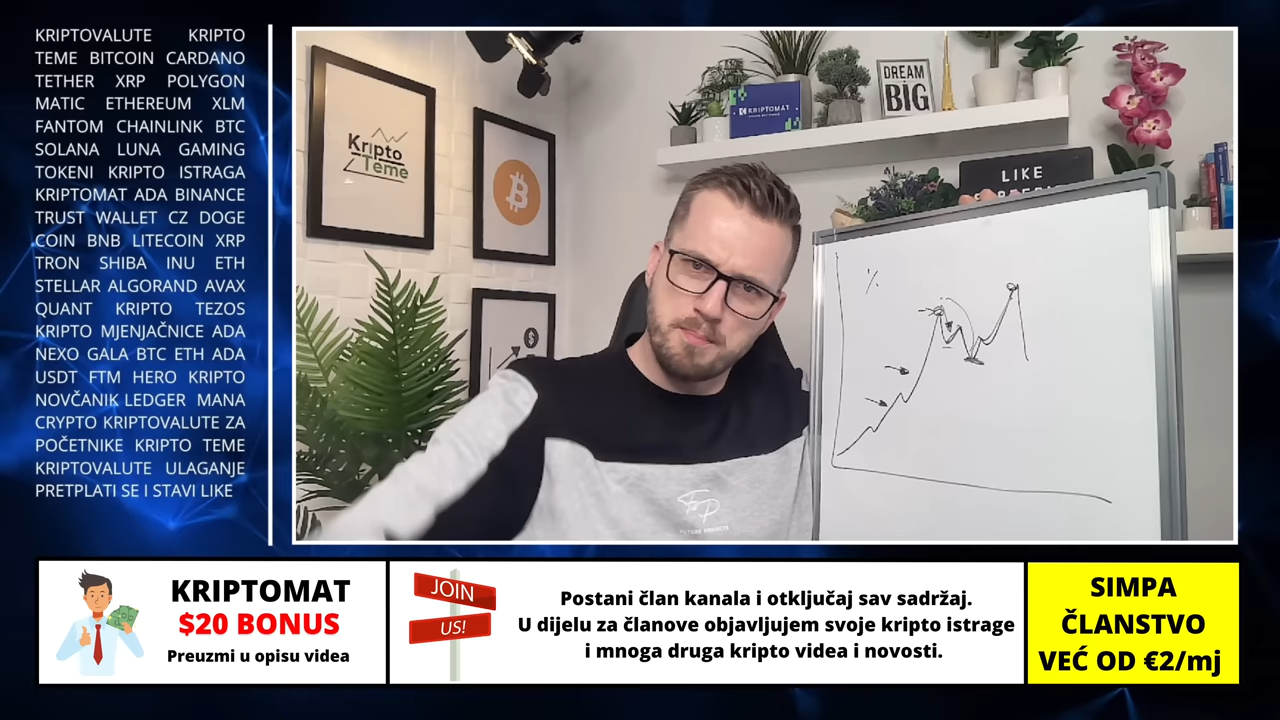 KRIPTOVALUTE KRIPTO
TEME BITCOIN CARDANO
TETHER XRP POLYGON
MATIC ETHEREUM XLM
FANTOM CHAINLINK BTC
SOLANA LUNA GAMING
TOKENI KRIPTO ISTRAGA
KRIPTOMAT ADA BINANCE
TRUST WALLET CZ DOGE
COIN BNB LITECOIN XRP
TRON SHIBA INU ETH
STELLAR ALGORAND AVAX
QUANT KRIPTO TEZOS
KRIPTO MJENJAČNICE ADA
NEXO GALA BTC ETH ADA
USDT FTM HERO KRIPTO
NOVČANIK LEDGER MANA
CRYPTO KRIPTOVALUTE ZA
POČETNIKE KRIPTO TEME
KRIPTOVALUTE ULAGANJE
PRETPLATI SE I STAVI LIKE
Kripto
Teme
KRIPTOMAT
DREAM
BIG
LIKE
%
FP
KRIPTOMAT
$20 BONUS
Preuzmi u opisu videa
JOIN
US!
Postani član kanala i otključaj sav sadržaj.
U dijelu za članove objavljujem svoje kripto istrage
i mnoga druga kripto videa i novosti.
SIMPA
ČLANSTVO
VEĆ OD €2/mj